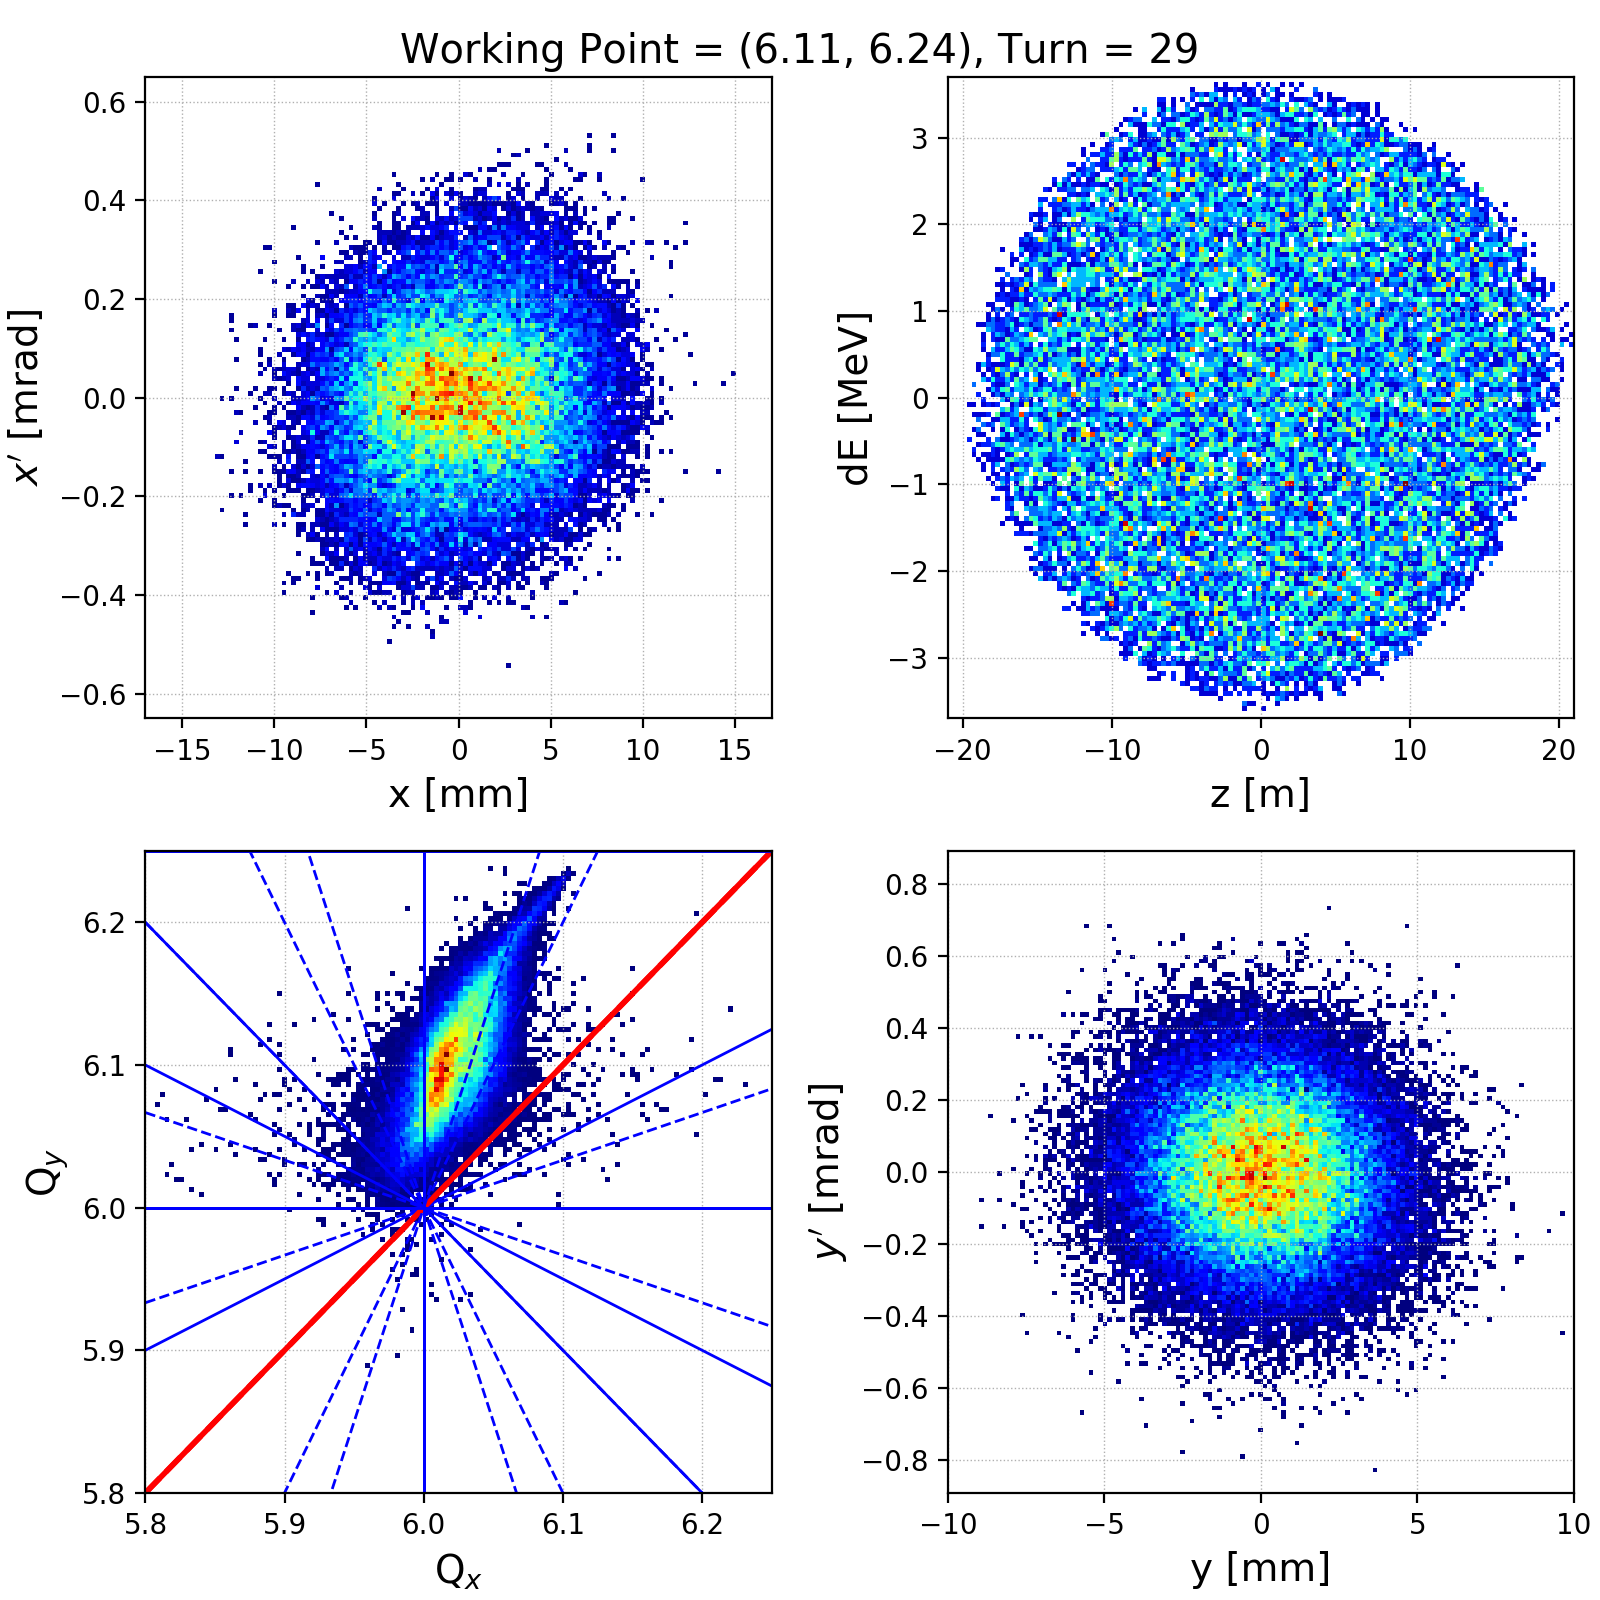 Working Point = (6.11, 6.24), Turn = 29
0.6
0.4
0.2
0.0
−0.2
−0.4
−0.6
x′ [mrad]
−15 −10 −5 0 5 10 15
x [mm]
3
2
1
0
−1
−2
−3
dE [MeV]
−20 −10 0 10 20
z [m]
6.2
6.1
6.0
5.9
5.8
Qy
5.8 5.9 6.0 6.1 6.2
Qx
0.8
0.6
0.4
0.2
0.0
−0.2
−0.4
−0.6
−0.8
y′ [mrad]
−10 −5 0 5 10
y [mm]